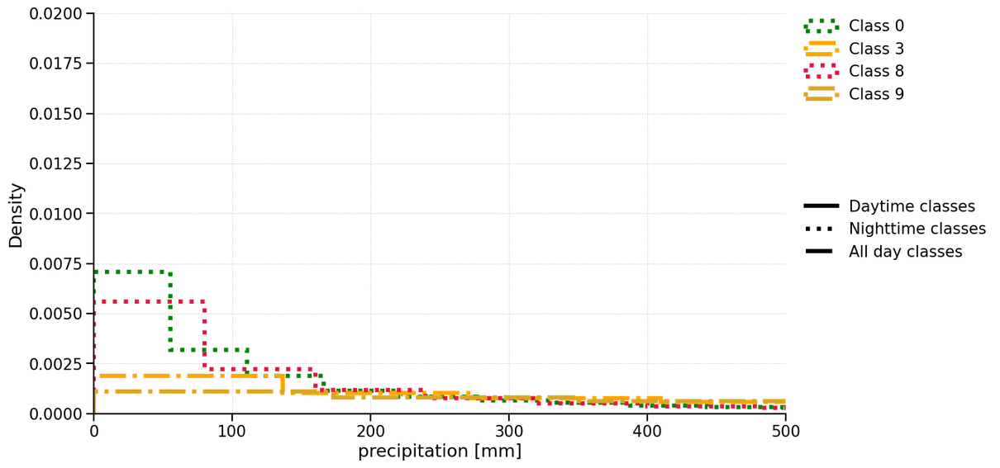 0.0200
0.0175
0.0150
0.0125
0.0100
0.0075
0.0050
0.0025
0.0000
Density
0 100 200 300 400 500
precipitation [mm]
Class 0
Class 3
Class 8
Class 9
Daytime classes
Nighttime classes
All day classes